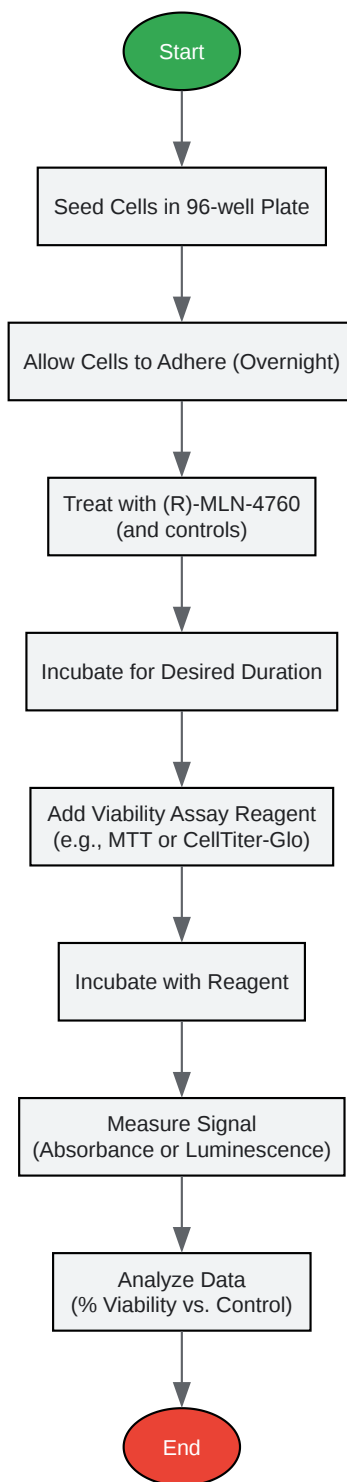 Start
Seed Cells in 96-well Plate
Allow Cells to Adhere (Overnight)
Treat with (R)-MLN-4760
(and controls)
Incubate for Desired Duration
Add Viability Assay Reagent
(e.g., MTT or CellTiter-Glo)
Incubate with Reagent
Measure Signal
(Absorbance or Luminescence)
Analyze Data
(% Viability vs. Control)
End